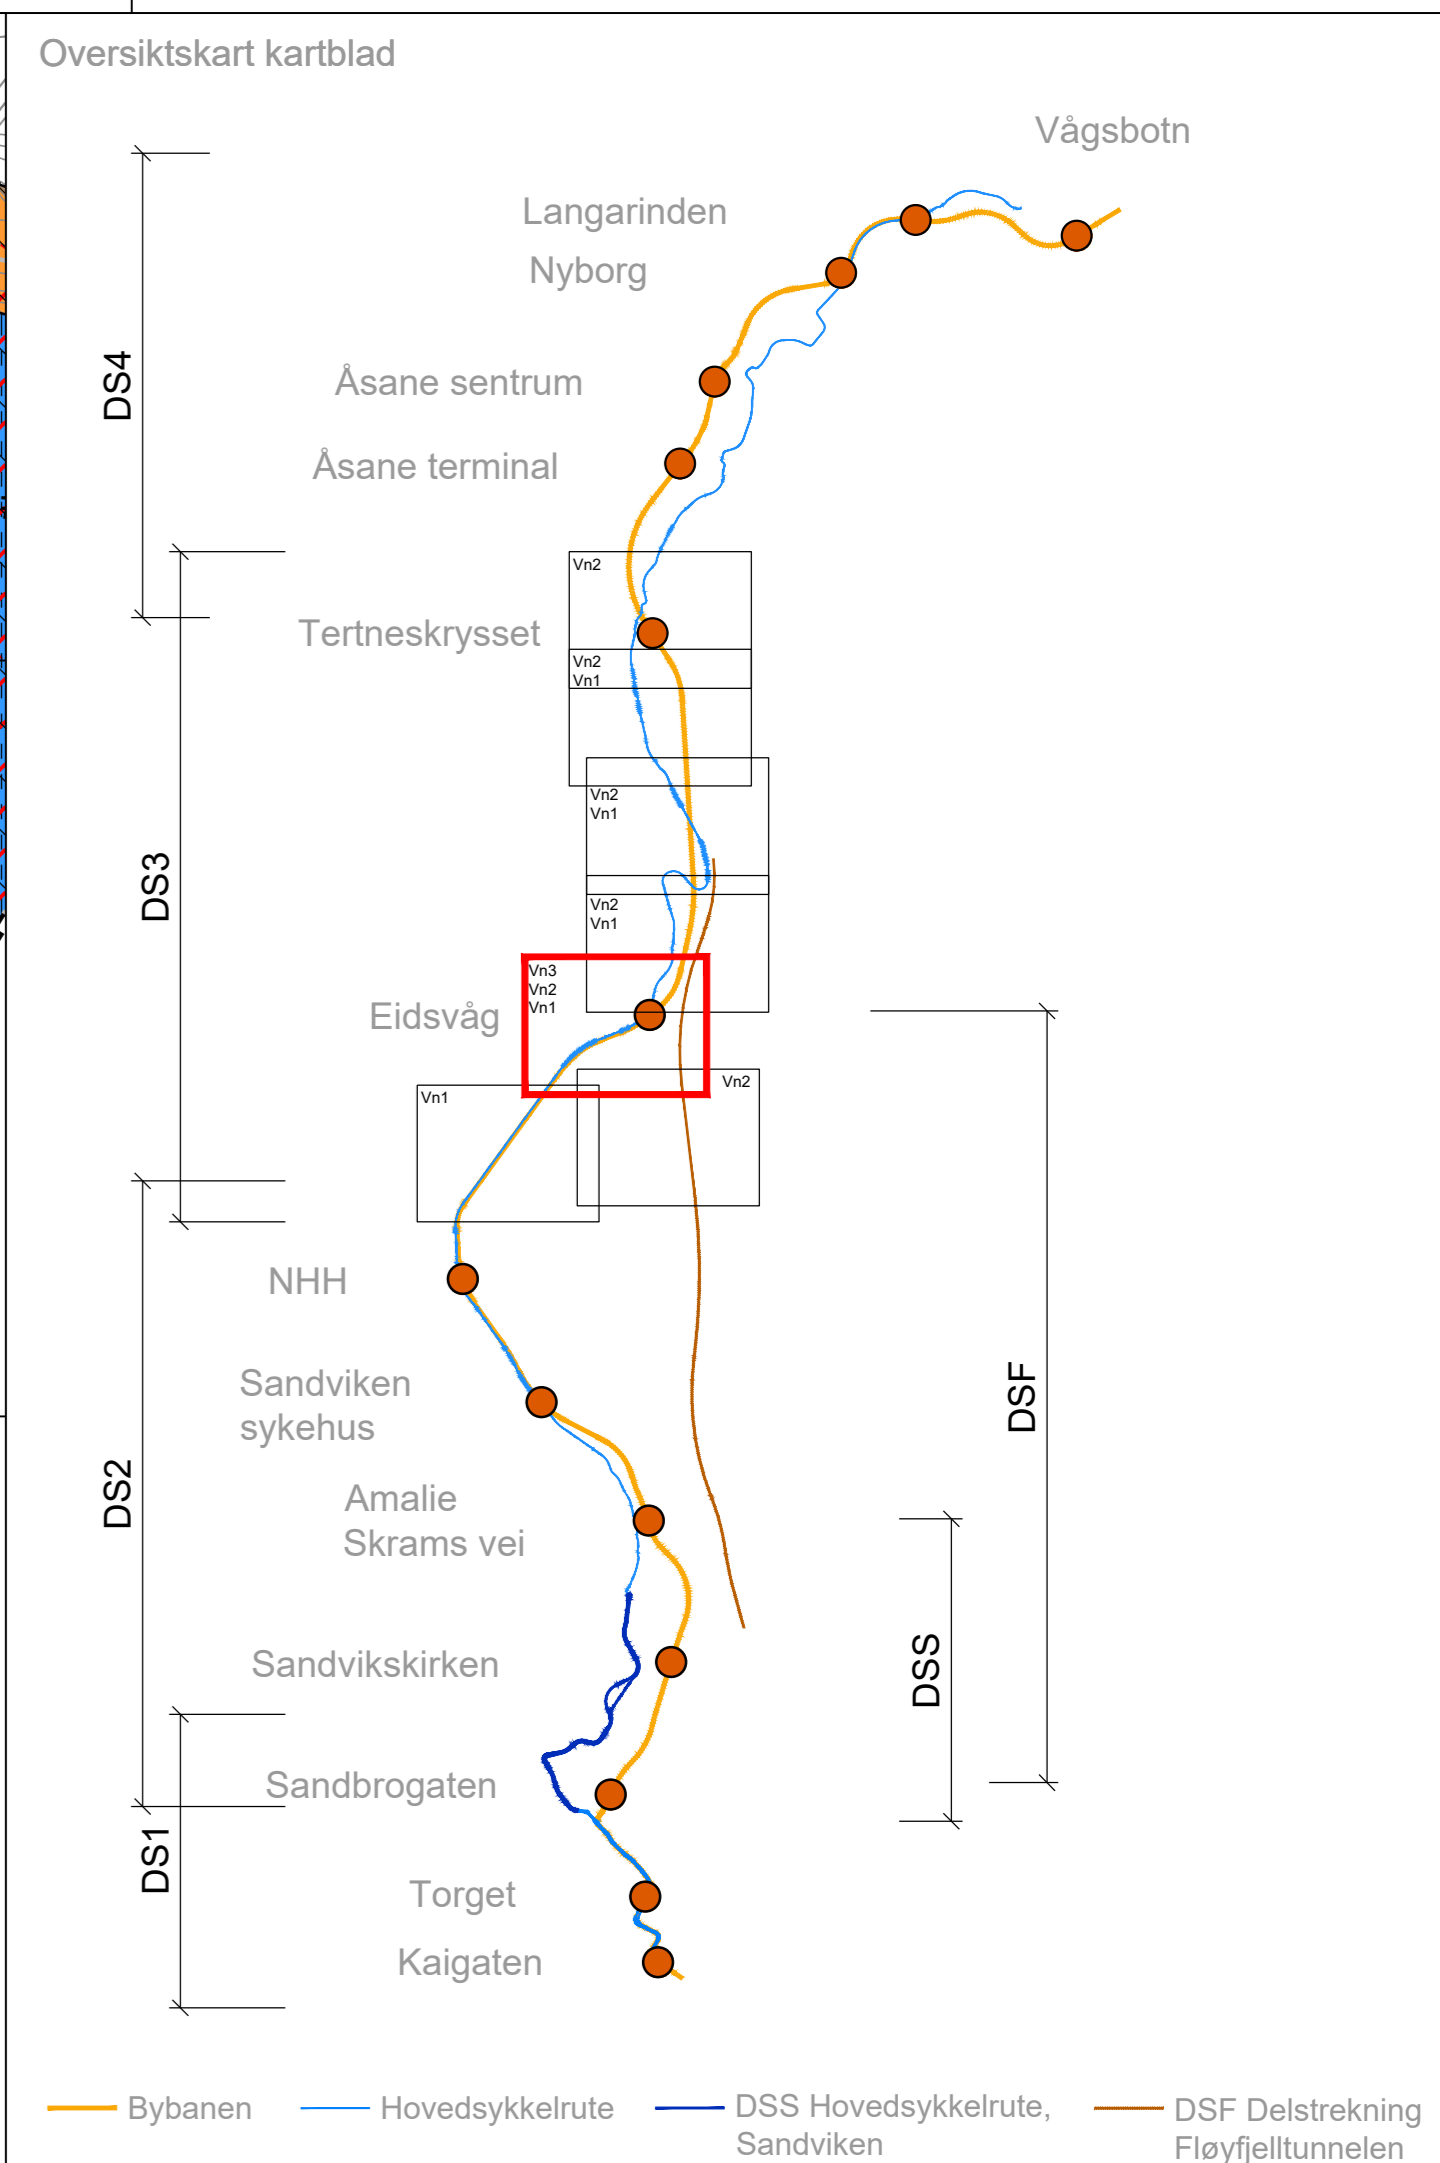 Oversiktskart kartblad
Vågsbotn
Langarinden
Nyborg
DS4
Åsane sentrum
Åsane terminal
Vn2
Tertneskrysset
Vn2
Vn1
Vn2
Vn1
DS3
Vn2
Vn1
Vn3
Vn2
Vn1
Eidsvåg
Vn2
Vn1
NHH
Sandviken
sykehus
DSF
DS2
Amalie
Skrams vei
Sandvikskirken
DSS
Sandbrogaten
DS1
Torget
Kaigaten
Bybanen
Hovedsykkelrute
DSS Hovedsykkelrute,
Sandviken
DSF Delstrekning
Fløyfjelltunnelen